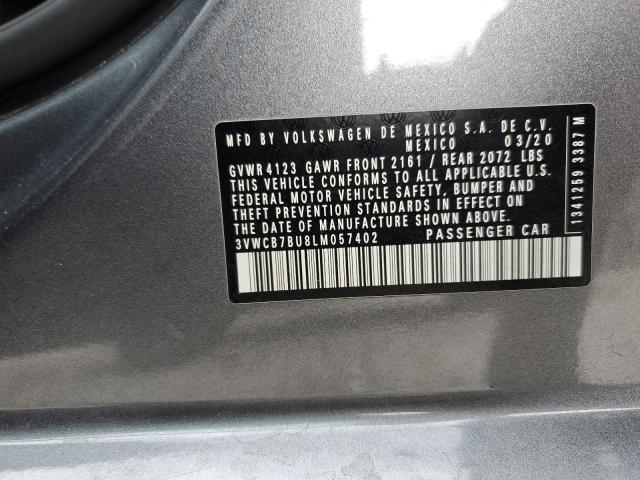 MFD BY VOLKSWAGEN DE MEXICO S.A. DE C.V.
MEXICO 03/20
GVWR 4123 GAWR FRONT 2161 / REAR 2072 LBS
THIS VEHICLE CONFORMS TO ALL APPLICABLE U.S.
FEDERAL MOTOR VEHICLE SAFETY, BUMPER AND
THEFT PREVENTION STANDARDS IN EFFECT ON
DATE OF MANUFACTURE SHOWN ABOVE.
3VWCB7BU8LM057402 PASSENGER CAR
13417259 3387 M